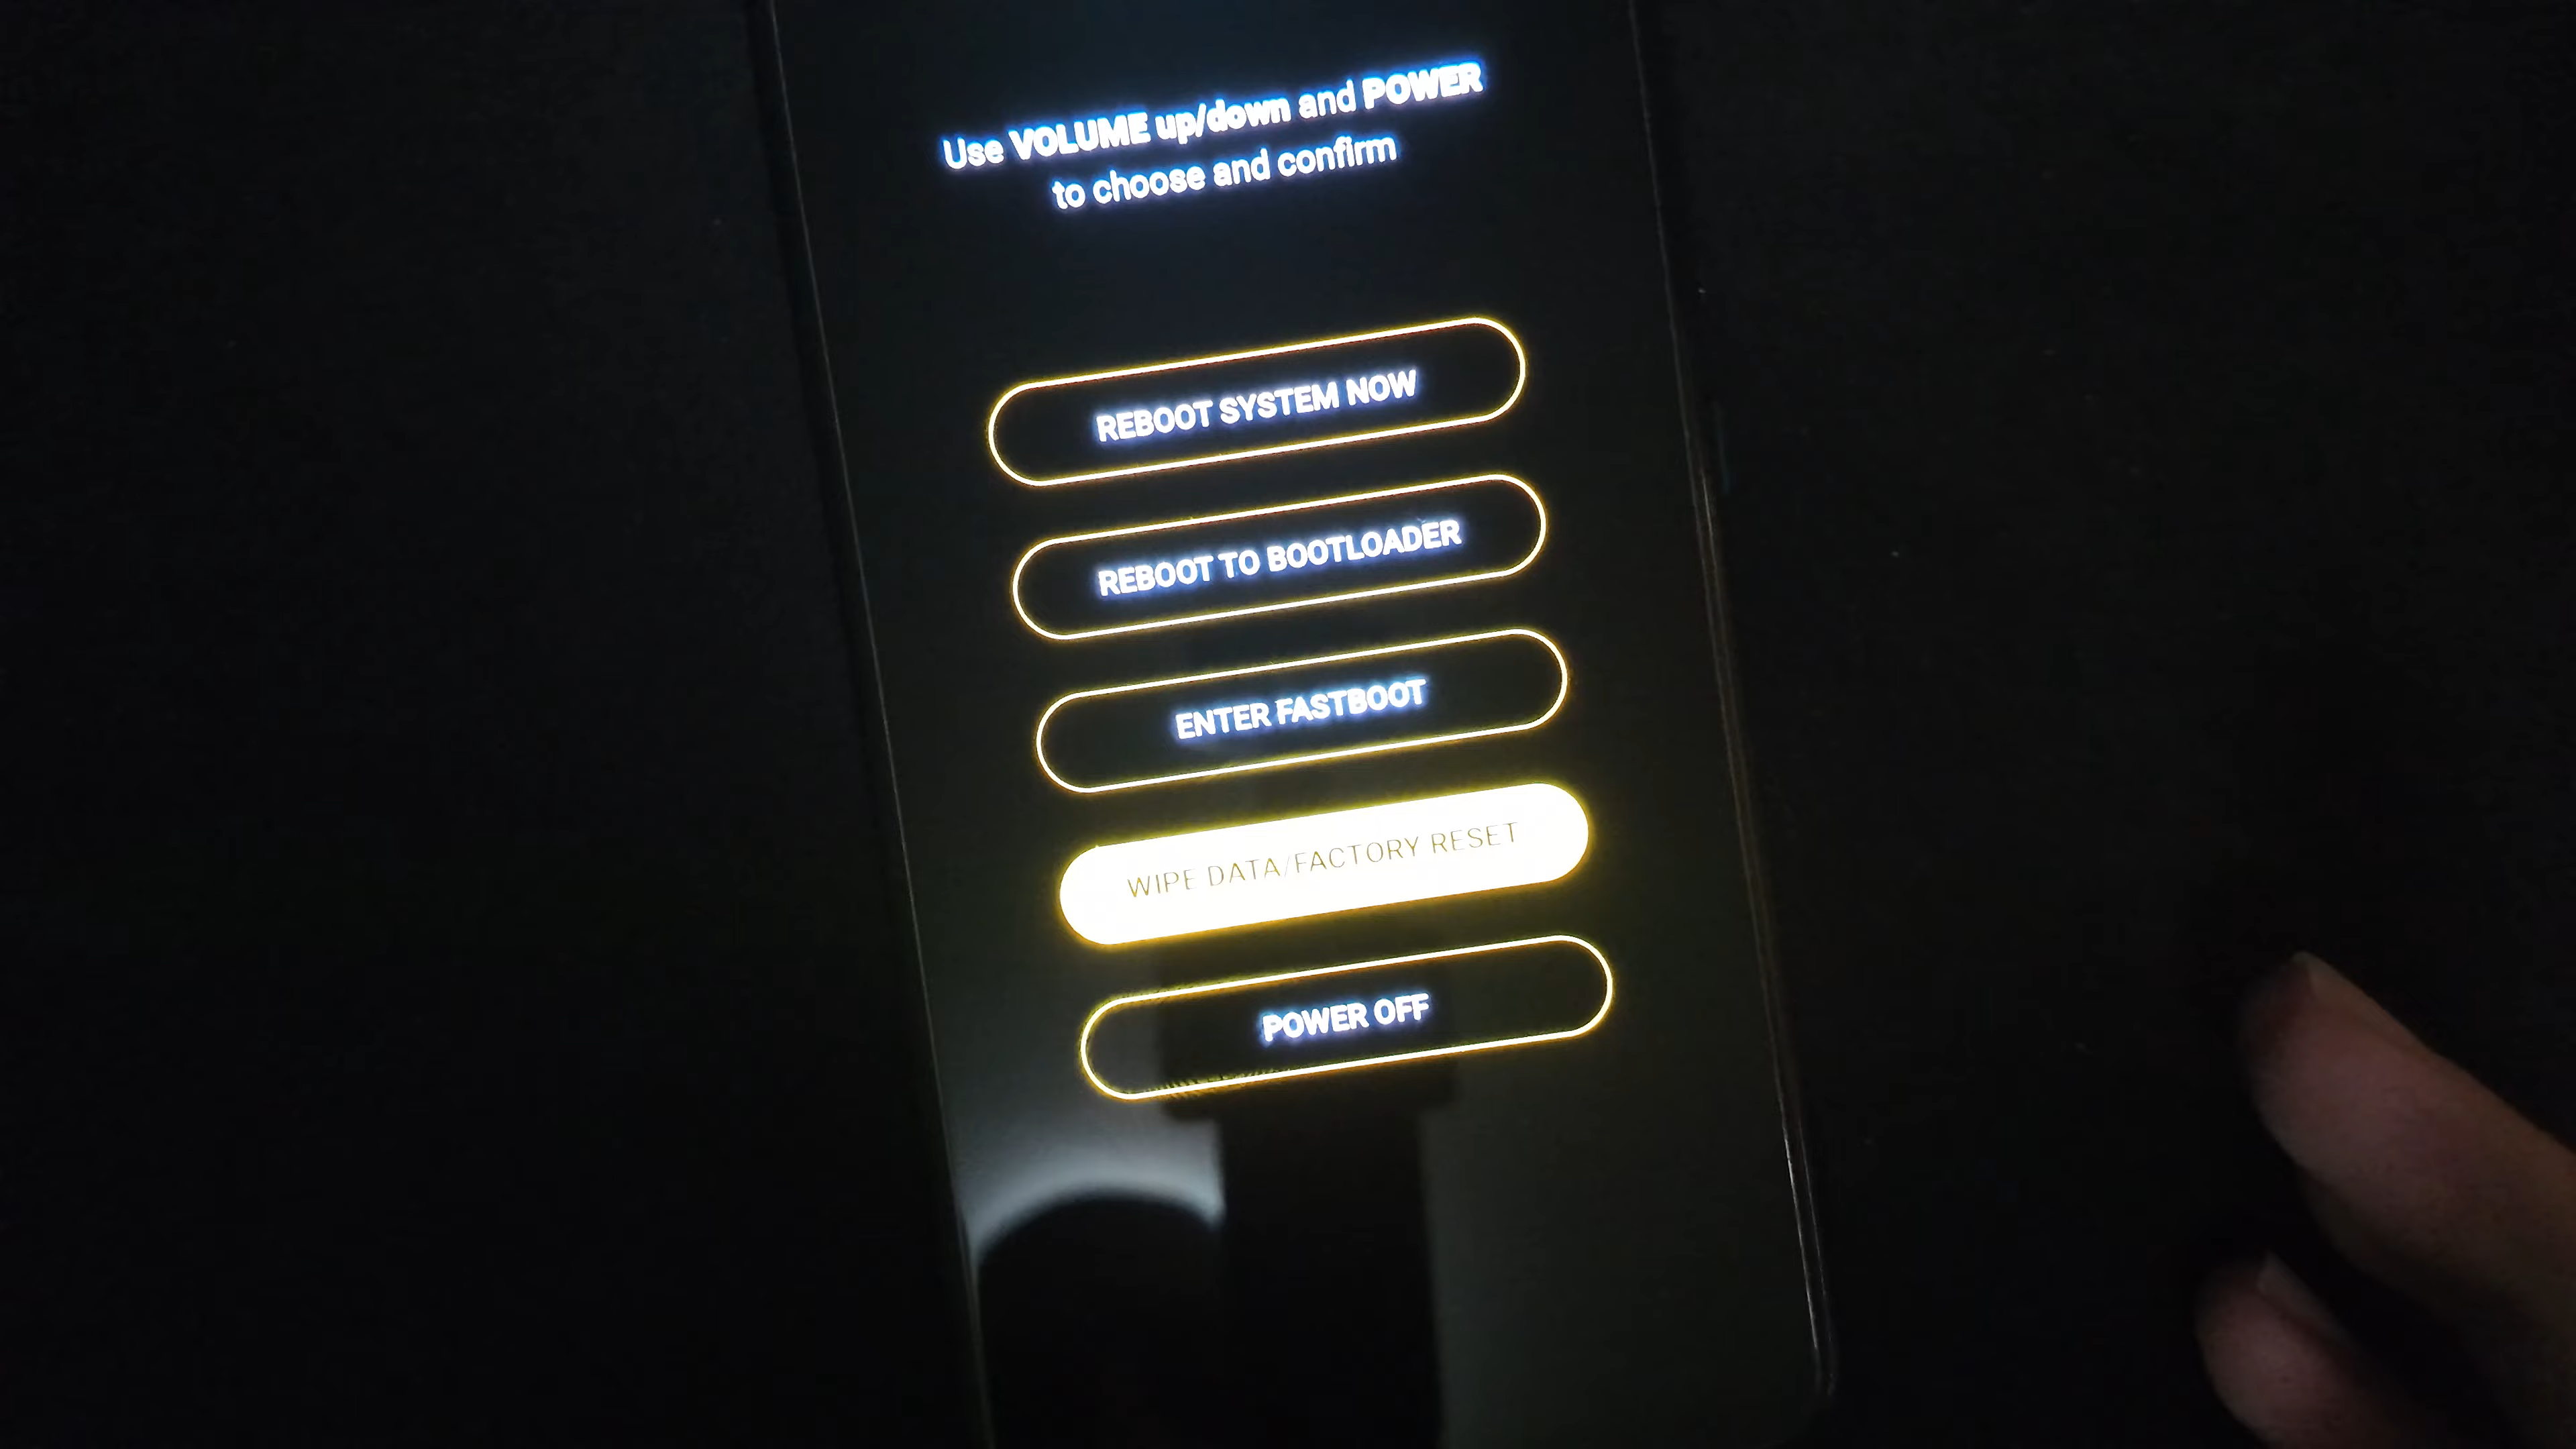 Use VOLUME up/down and POWER
to choose and confirm
REBOOT SYSTEM NOW
REBOOT TO BOOTLOADER
ENTER FASTBOOT
WIPE DATA/FACTORY RESET
POWER OFF